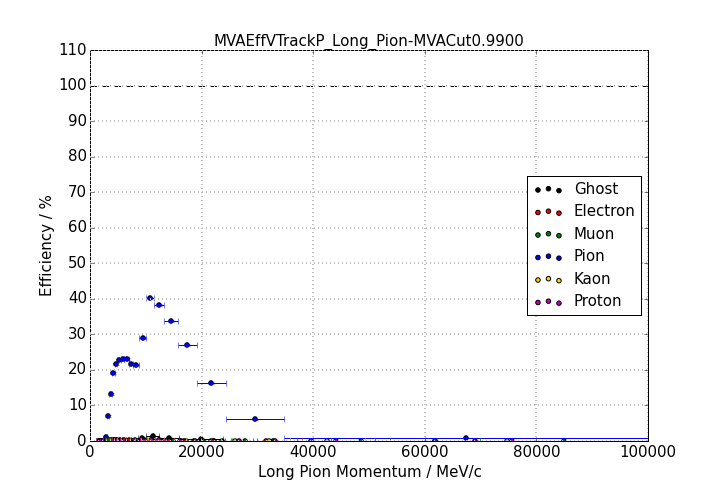 MVAEffVTrackP_Long_Pion-MVACut0.9900
110
100
90
80
70
60
50
40
30
20
10
0
Efficiency / %
Ghost
Electron
Muon
Pion
Kaon
Proton
0 20000 40000 60000 80000 100000
Long Pion Momentum / MeV/c